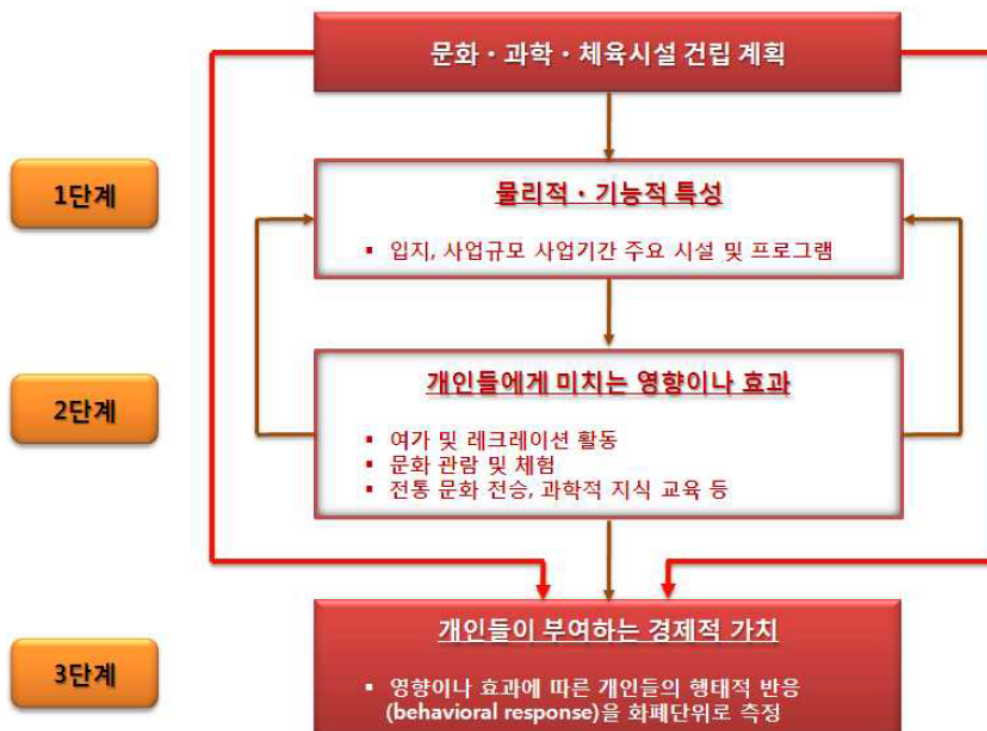 문화・과학・체육시설 건립 계획
1단계
물리적・기능적 특성
▪ 입지, 사업규모 사업기간 주요 시설 및 프로그램
2단계
개인들에게 미치는 영향이나 효과
▪ 여가 및 레크레이션 활동
▪ 문화 관람 및 체험
▪ 전통 문화 전승, 과학적 지식 교육 등
3단계
개인들이 부여하는 경제적 가치
▪ 영향이나 효과에 따른 개인들의 행태적 반응
(behavioral response)을 화폐단위로 측정